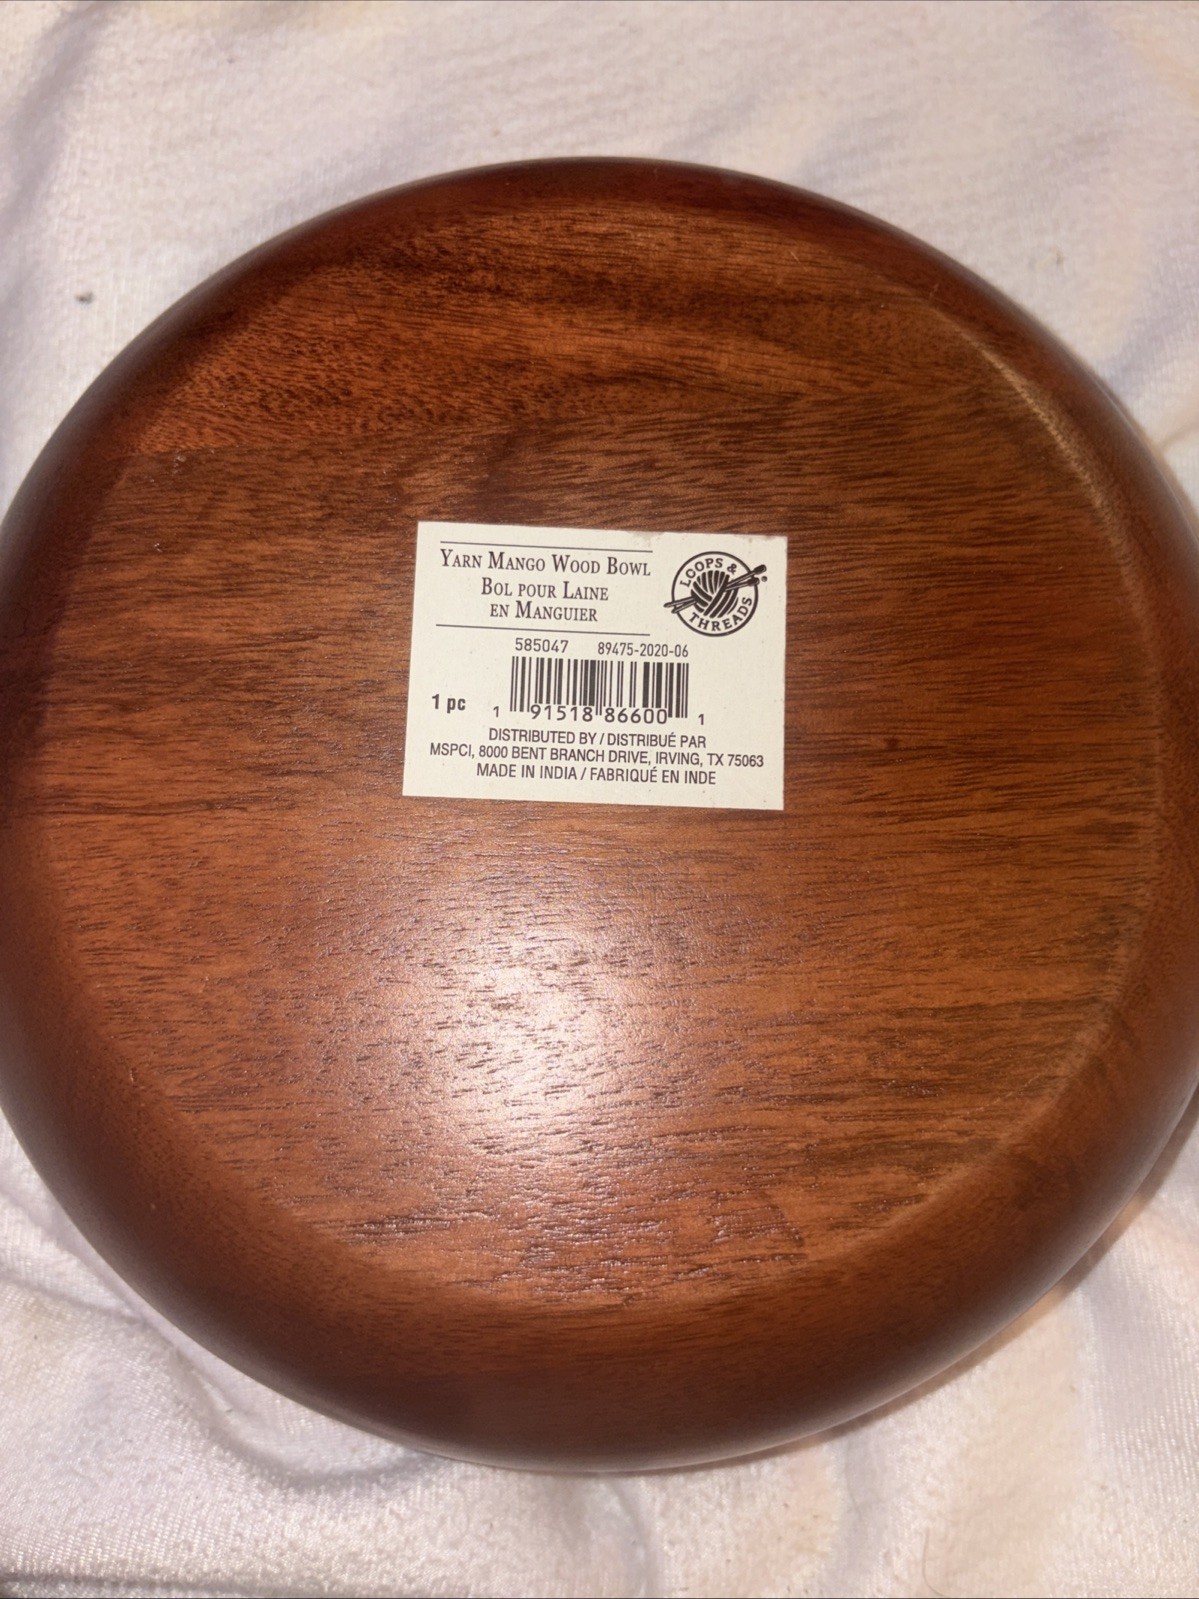 YARN MANGO WOOD BOWL
BOL POUR LAINE
EN MANGUIER
LOOPS &
THREADS
585047 89475-2020-06
1 pc
1 91518 86600 1
DISTRIBUTED BY / DISTRIBUÉ PAR
MSPCI, 8000 BENT BRANCH DRIVE, IRVING, TX 75063
MADE IN INDIA / FABRIQUÉ EN INDE